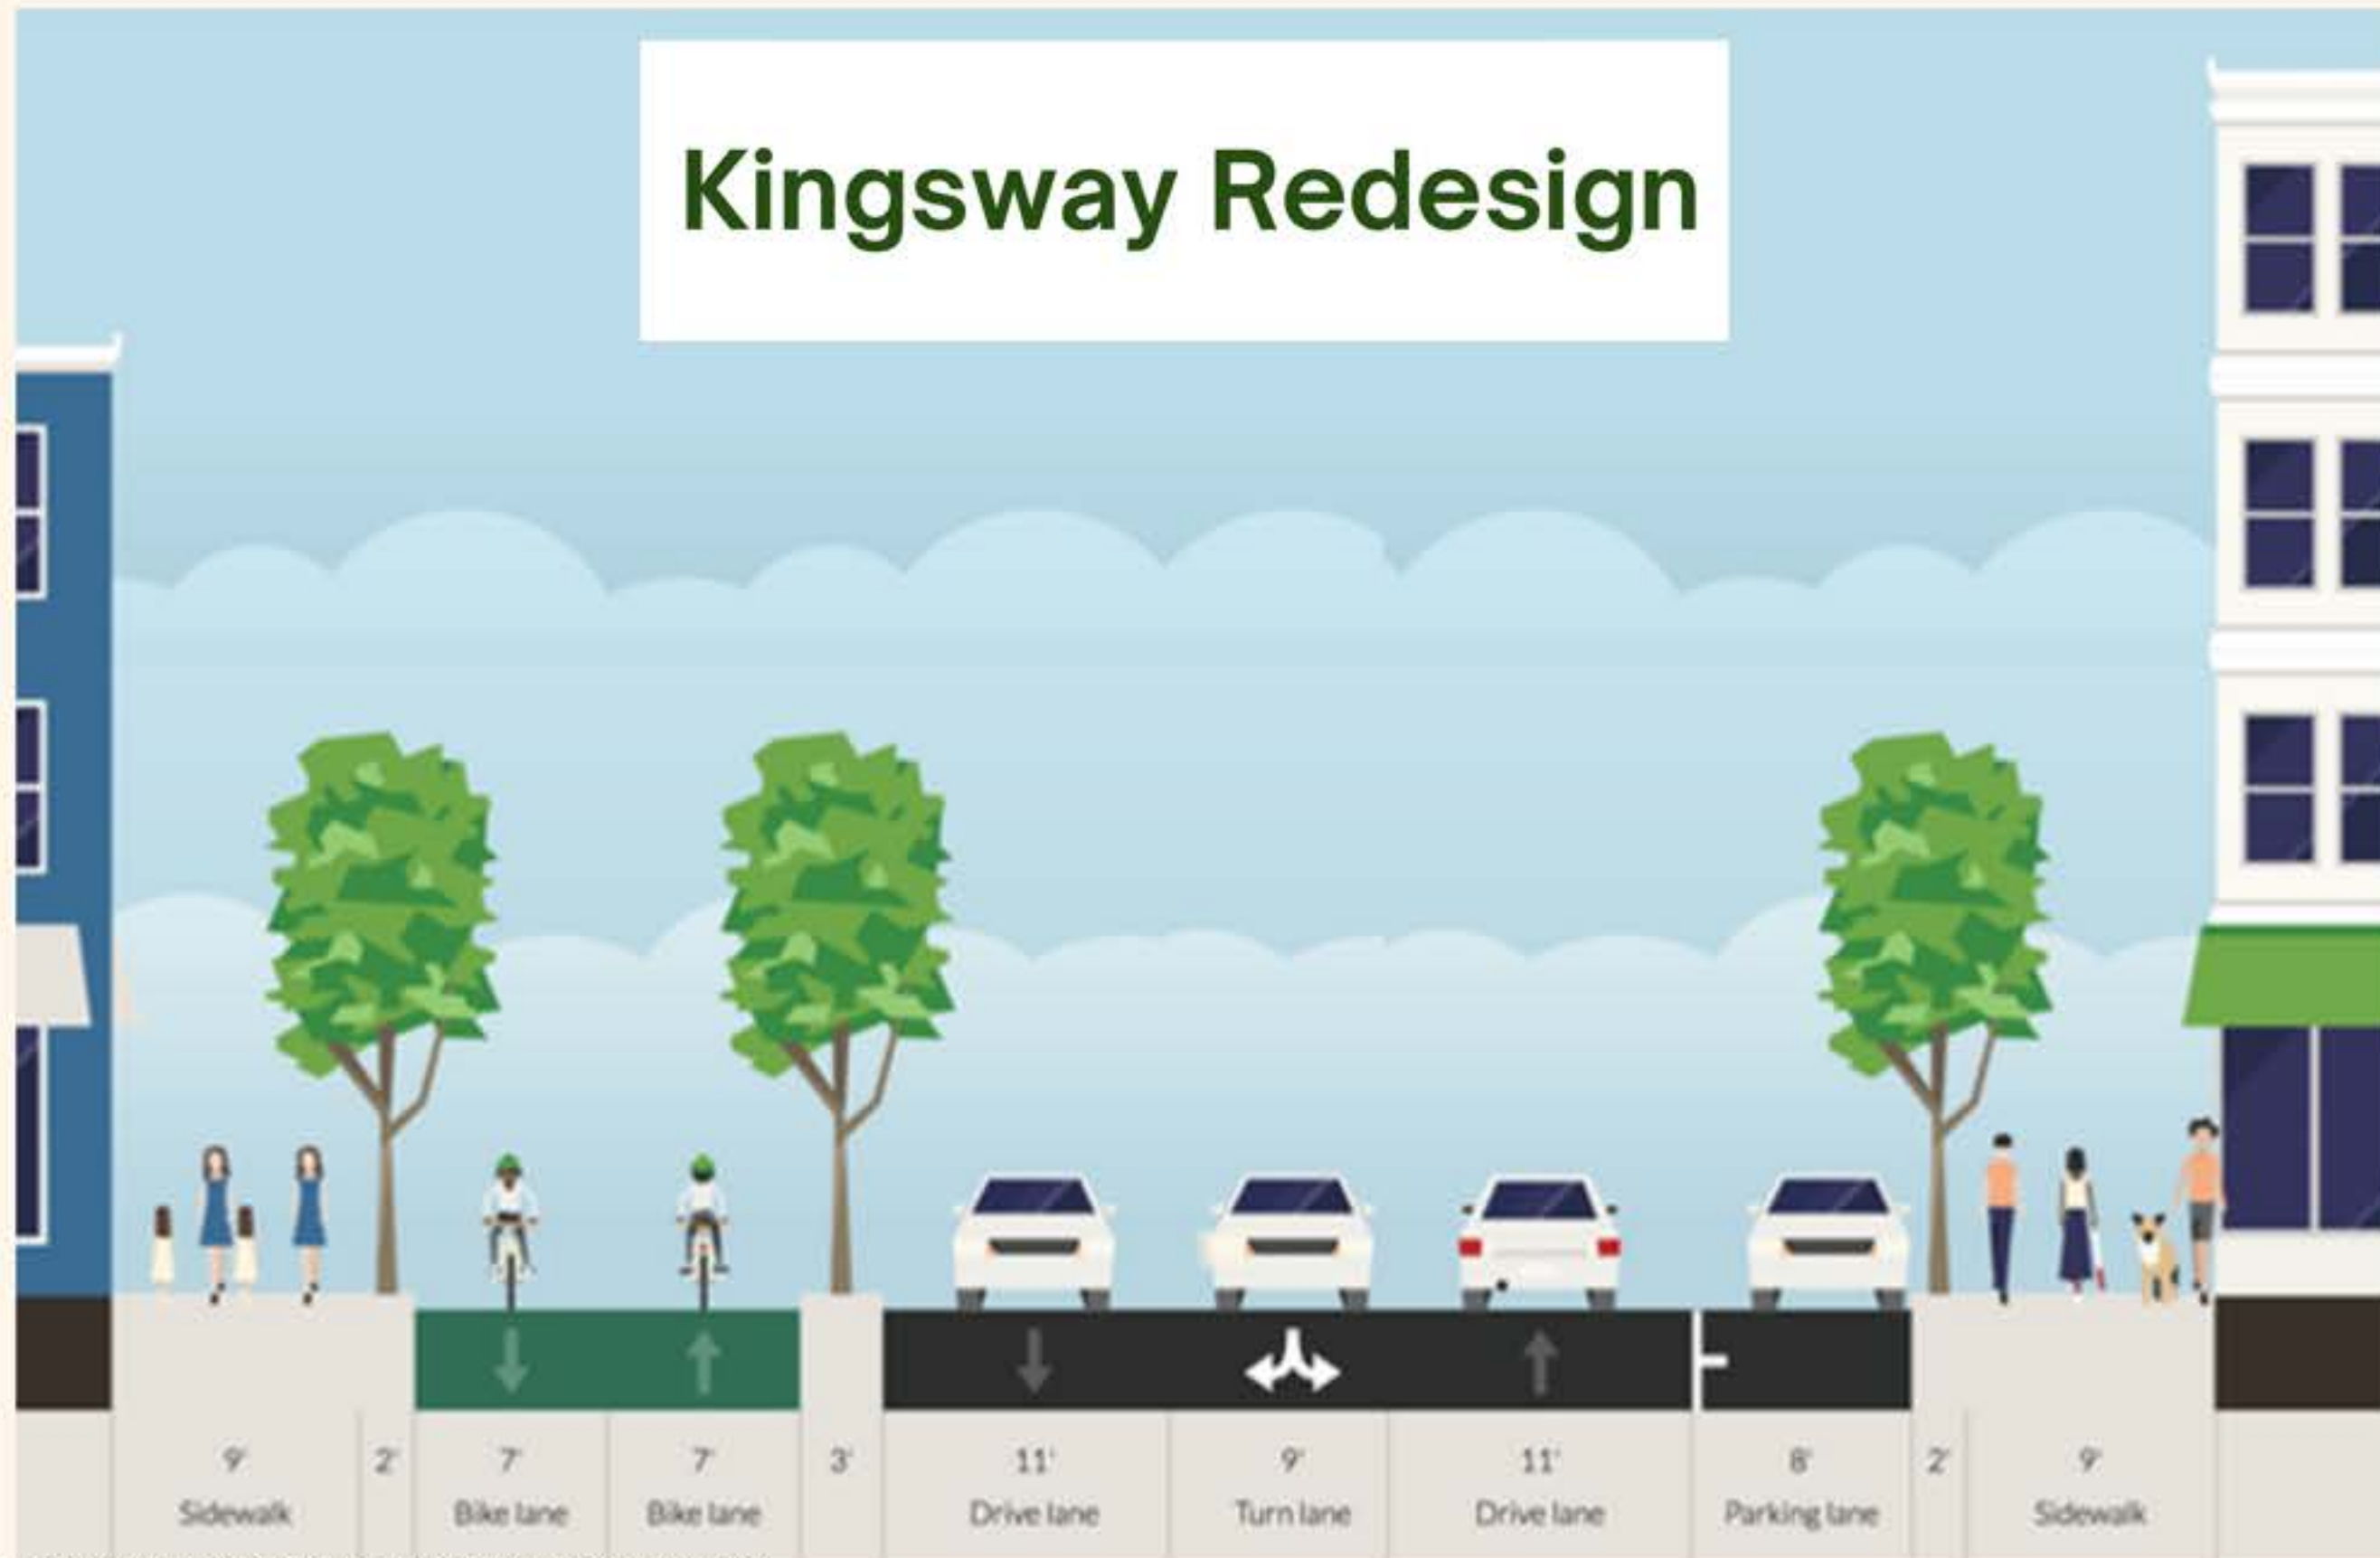 Kingsway Redesign
9' 2' 7' 7' 3' 11' 9' 11' 8' 2' 9'
Sidewalk Bike lane Bike lane Drive lane Turn lane Drive lane Parking lane Sidewalk